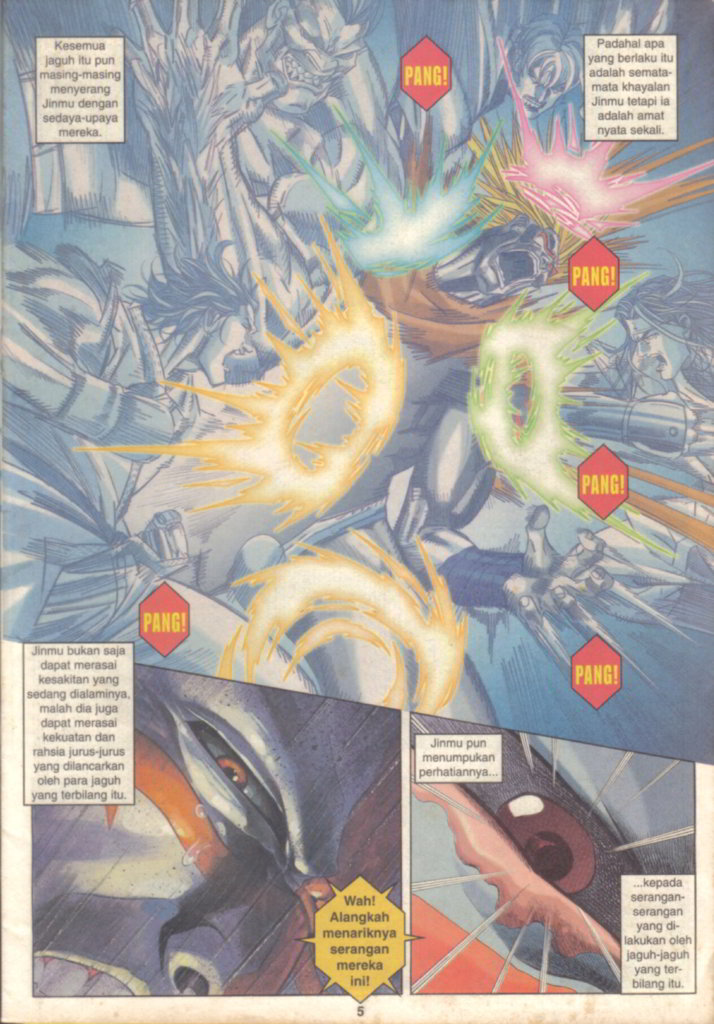 Kesemua
jaguh itu pun
masing-masing
menyerang
Jinmu dengan
sedaya-upaya
mereka.
PANG!
Padahal apa
yang berlaku itu
adalah semata-
mata khayalan
Jinmu tetapi ia
adalah amat
nyata sekali.
PANG!
PANG!
PANG!
PANG!
Jinmu bukan saja
dapat merasai
kesakitan yang
sedang dialaminya,
malah dia juga
dapat merasai
kekuatan dan
rahsia jurus-jurus
yang dilancarkan
oleh para jaguh
yang terbilang itu.
Wah!
Alangkah
menariknya
serangan
mereka
ini!
Jinmu pun
menumpukan
perhatiannya...
...kepada
serangan-
serangan
yang di-
lakukan oleh
jaguh-jaguh
yang ter-
bilang itu.
5